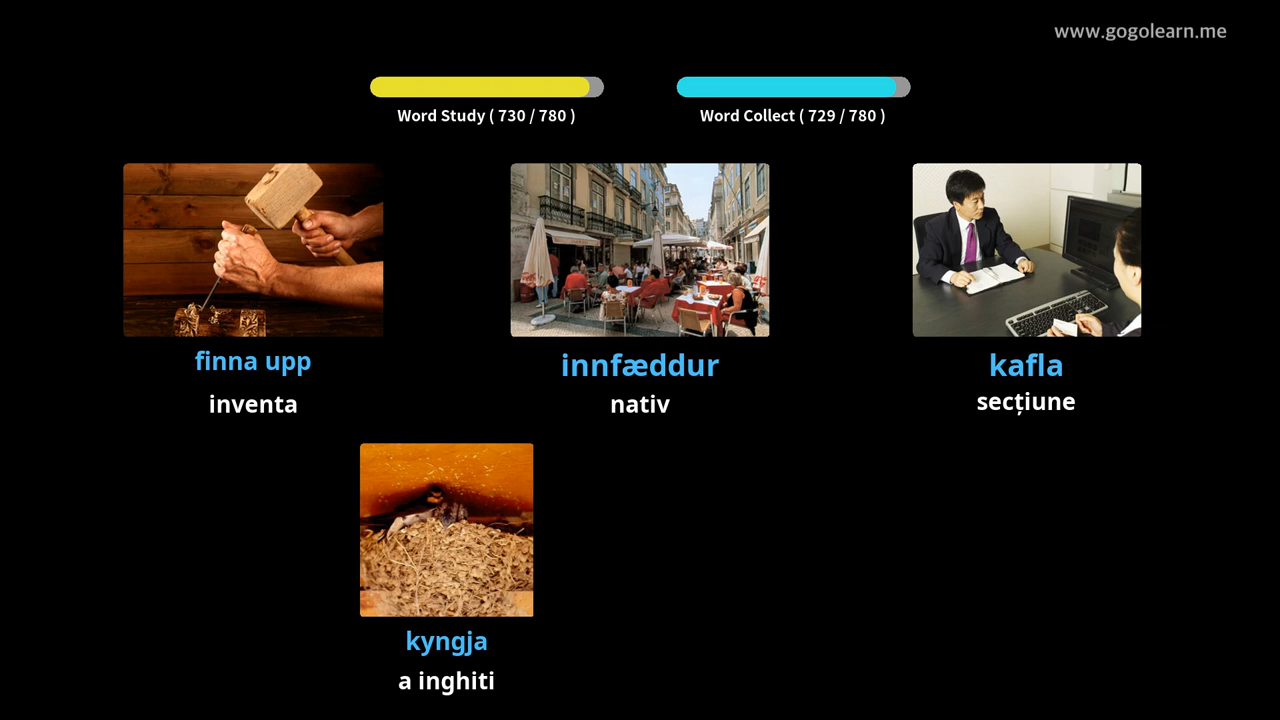 www.gogolearn.me
Word Study ( 730 / 780 )
Word Collect ( 729 / 780 )
finna upp
inventa
innfæddur
nativ
kafla
secțiune
kyngja
a inghiti